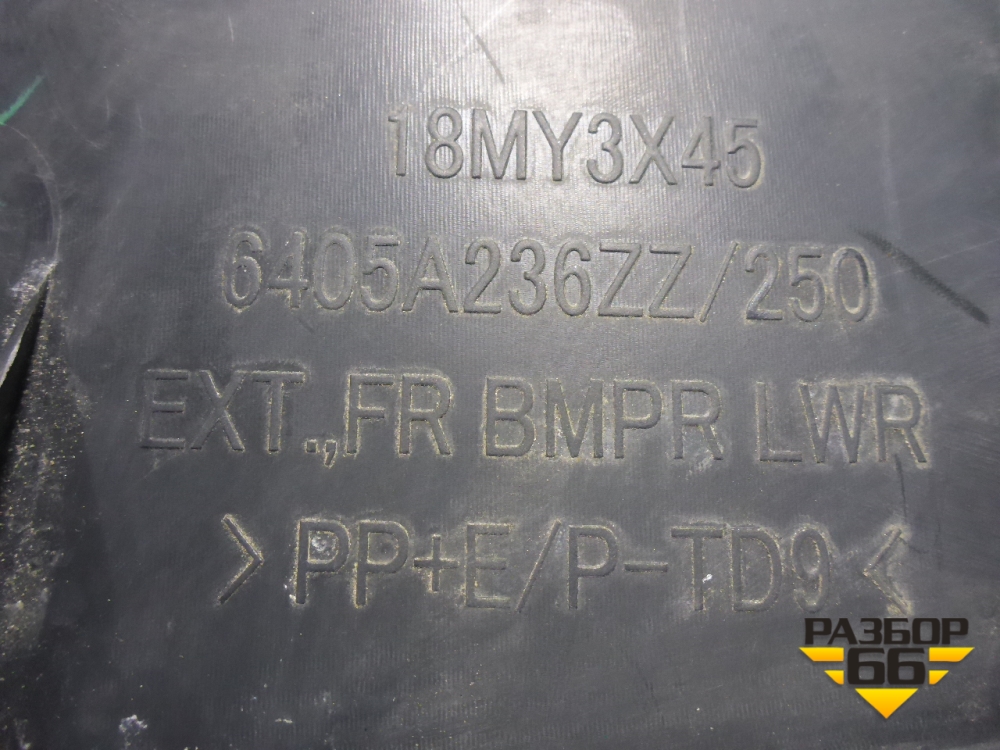 18MY3X45
6405A236ZZ/250
EXT.,FR BMPR LWR
>PP+E/P-TD9<
РАЗБОР
66